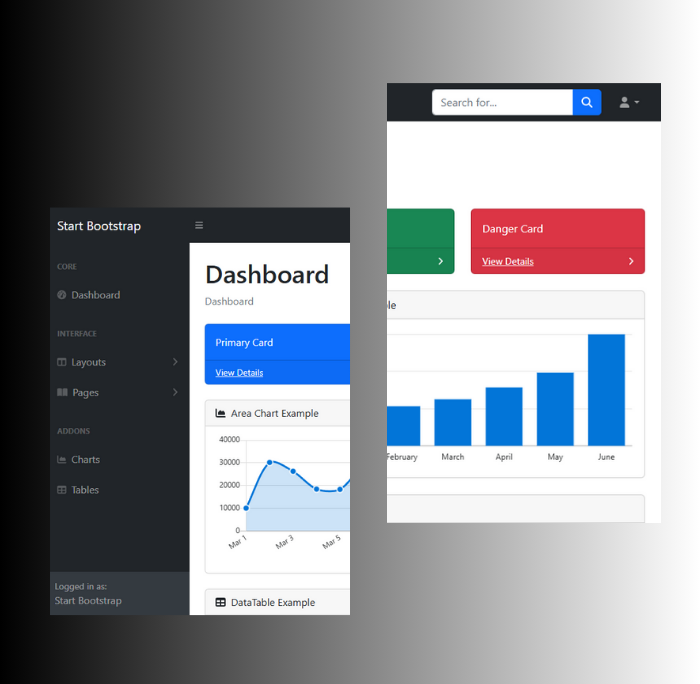 Search for...
Danger Card
View Details
le
February
March
April
May
June
Start Bootstrap
CORE
Dashboard
INTERFACE
Layouts
Pages
ADDONS
Charts
Tables
Logged in as:
Start Bootstrap
Dashboard
Dashboard
Primary Card
View Details
Area Chart Example
40000
30000
20000
10000
0
Mar 1
Mar 3
Mar 5
DataTable Example